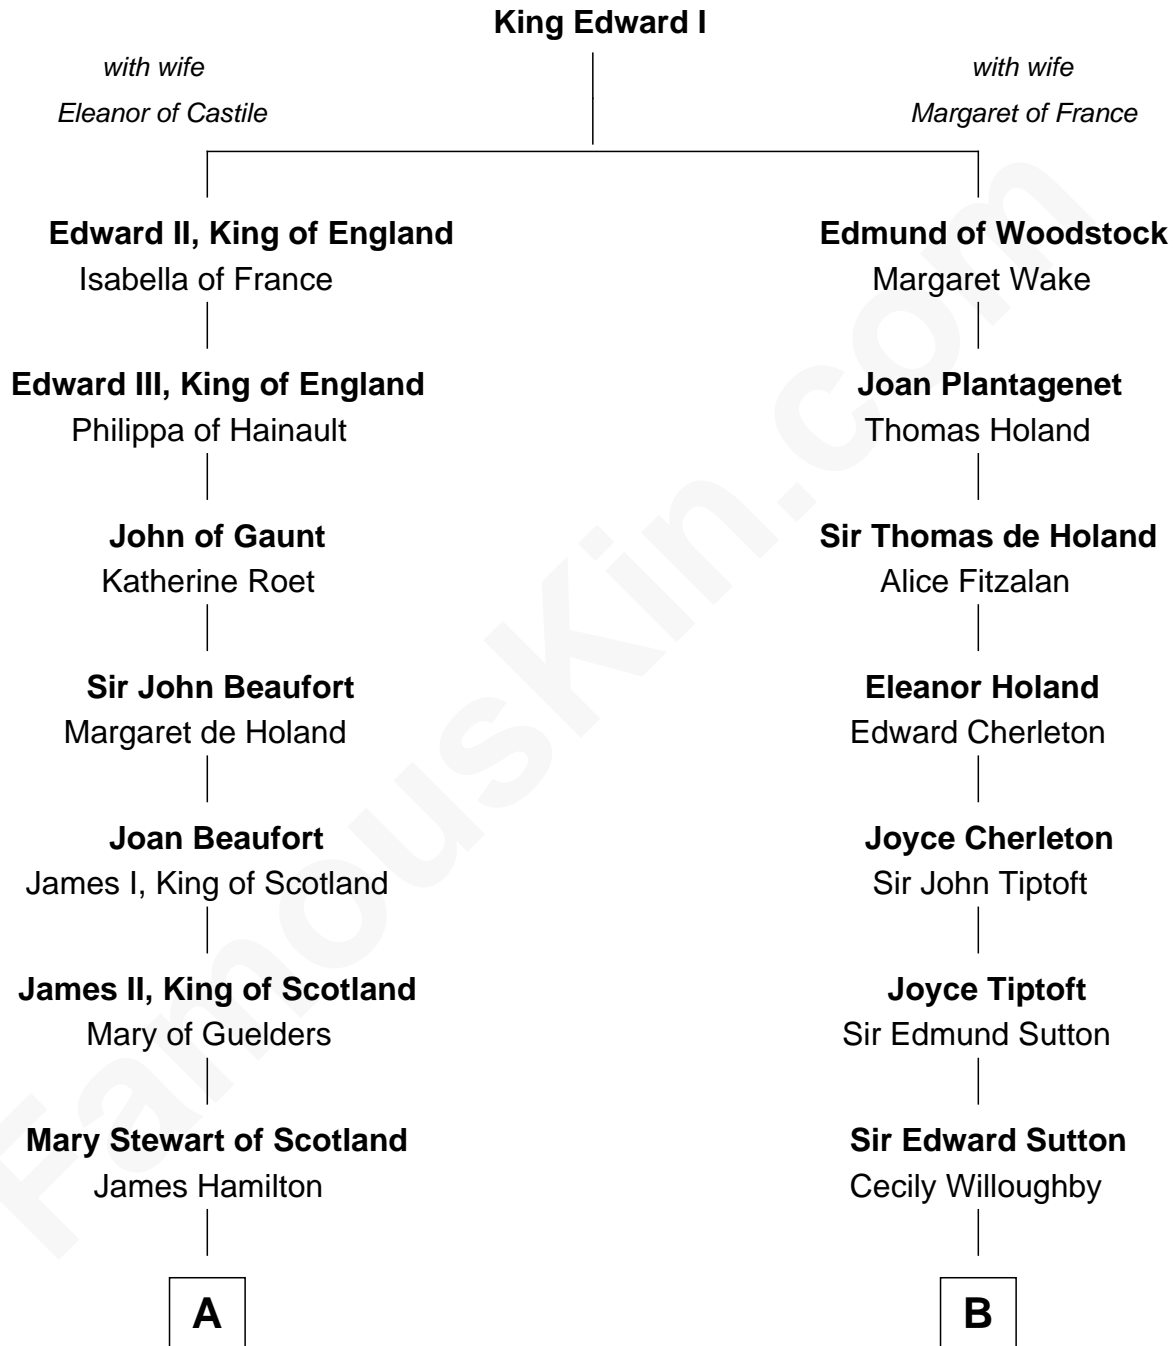 King Edward I
with wife
Eleanor of Castile
with wife
Margaret of France
Edward II, King of England
Isabella of France
Edmund of Woodstock
Margaret Wake
Edward III, King of England
Philippa of Hainault
Joan Plantagenet
Thomas Holand
John of Gaunt
Katherine Roet
Sir Thomas de Holand
Alice Fitzalan
Sir John Beaufort
Margaret de Holand
Eleanor Holand
Edward Cherleton
Joan Beaufort
James I, King of Scotland
Joyce Cherleton
Sir John Tiptoft
James II, King of Scotland
Mary of Guelders
Joyce Tiptoft
Sir Edmund Sutton
Mary Stewart of Scotland
James Hamilton
Sir Edward Sutton
Cecily Willoughby
A
B
FamousKin.com